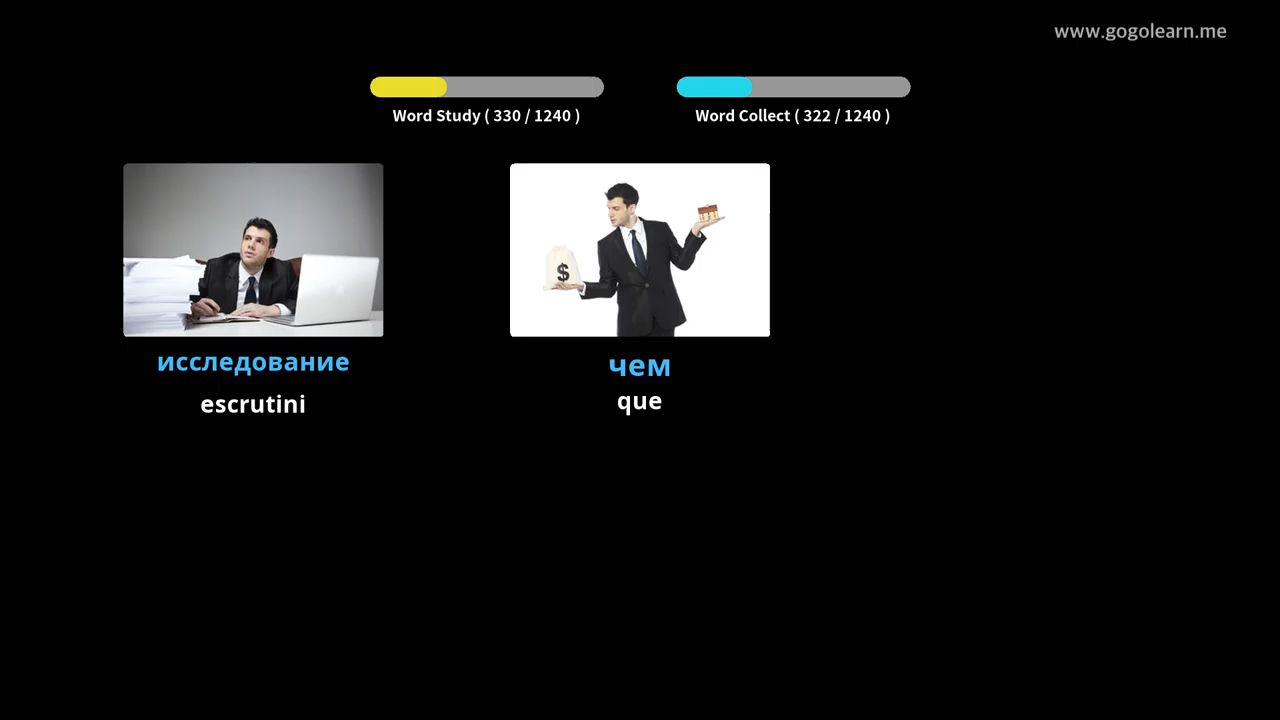 www.gogolearn.me
Word Study ( 330 / 1240 )
Word Collect ( 322 / 1240 )
исследование
escrutini
$
чем
que